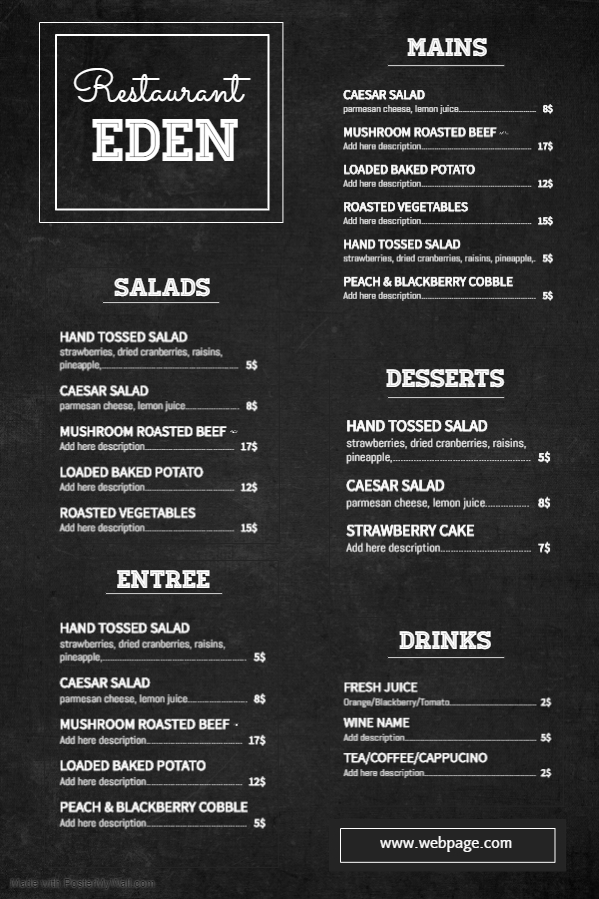 Restaurant
EDEN
SALADS
HAND TOSSED SALAD
strawberries, dried cranberries, raisins,
pineapple,........ 5$
CAESAR SALAD
parmesan cheese, lemon juice........ 8$
MUSHROOM ROASTED BEEF
Add here description........ 17$
LOADED BAKED POTATO
Add here description........ 12$
ROASTED VEGETABLES
Add here description........ 15$
ENTREE
HAND TOSSED SALAD
strawberries, dried cranberries, raisins,
pineapple,........ 5$
CAESAR SALAD
parmesan cheese, lemon juice........ 8$
MUSHROOM ROASTED BEEF
Add here description........ 17$
LOADED BAKED POTATO
Add here description........ 12$
PEACH & BLACKBERRY COBBLE
Add here description........ 5$
MAINS
CAESAR SALAD
parmesan cheese, lemon juice........ 8$
MUSHROOM ROASTED BEEF
Add here description........ 17$
LOADED BAKED POTATO
Add here description........ 12$
ROASTED VEGETABLES
Add here description........ 15$
HAND TOSSED SALAD
strawberries, dried cranberries, raisins, pineapple,. 5$
PEACH & BLACKBERRY COBBLE
Add here description........ 5$
DESSERTS
HAND TOSSED SALAD
strawberries, dried cranberries, raisins,
pineapple,........ 5$
CAESAR SALAD
parmesan cheese, lemon juice........ 8$
STRAWBERRY CAKE
Add here description........ 7$
DRINKS
FRESH JUICE
Orange/Blackberry/Tomato........ 2$
WINE NAME
Add description........ 5$
TEA/COFFEE/CAPPUCINO
Add here description........ 2$
www.webpage.com
Made with PosterMyWall.com